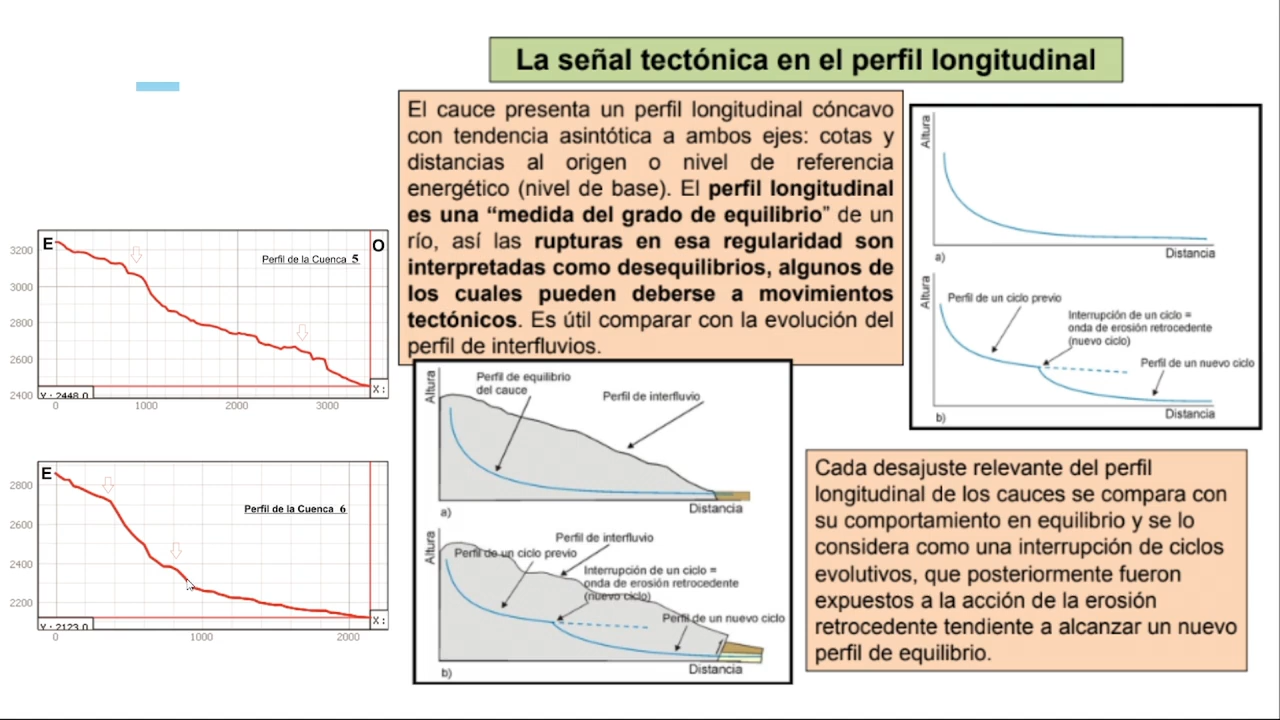 La señal tectónica en el perfil longitudinal
El cauce presenta un perfil longitudinal cóncavo
con tendencia asintótica a ambos ejes: cotas y
distancias al origen o nivel de referencia
energético (nivel de base). El perfil longitudinal
es una “medida del grado de equilibrio” de un
río, así las rupturas en esa regularidad son
interpretadas como desequilibrios, algunos de
los cuales pueden deberse a movimientos
tectónicos. Es útil comparar con la evolución del
perfil de interfluvios.
Altura
a)
Distancia
Altura
Perfil de un ciclo previo
Interrupción de un ciclo =
onda de erosión retrocedente
(nuevo ciclo)
Perfil de un nuevo ciclo
Distancia
b)
E
O
Perfil de la Cuenca 5
3200
3000
2800
2600
2400
Y : 2448.0
X :
0
1000
2000
3000
E
Perfil de la Cuenca 6
2800
2600
2400
2200
Y : 2123.0
X :
0
1000
2000
Altura
Perfil de equilibrio
del cauce
Perfil de interfluvio
a)
Distancia
Altura
Perfil de interfluvio
Perfil de un ciclo previo
Interrupción de un ciclo =
onda de erosión retrocedente
(nuevo ciclo)
Perfil de un nuevo ciclo
b)
Distancia
Cada desajuste relevante del perfil
longitudinal de los cauces se compara con
su comportamiento en equilibrio y se lo
considera como una interrupción de ciclos
evolutivos, que posteriormente fueron
expuestos a la acción de la erosión
retrocedente tendiente a alcanzar un nuevo
perfil de equilibrio.